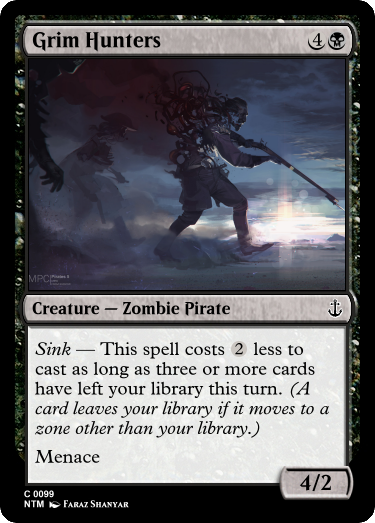 Grim Hunters 4
MPC
Creature — Zombie Pirate
Sink — This spell costs 2 less to
cast as long as three or more cards
have left your library this turn. (A
card leaves your library if it moves to a
zone other than your library.)
Menace
4/2
C 0099
NTM Faraz Shanyar